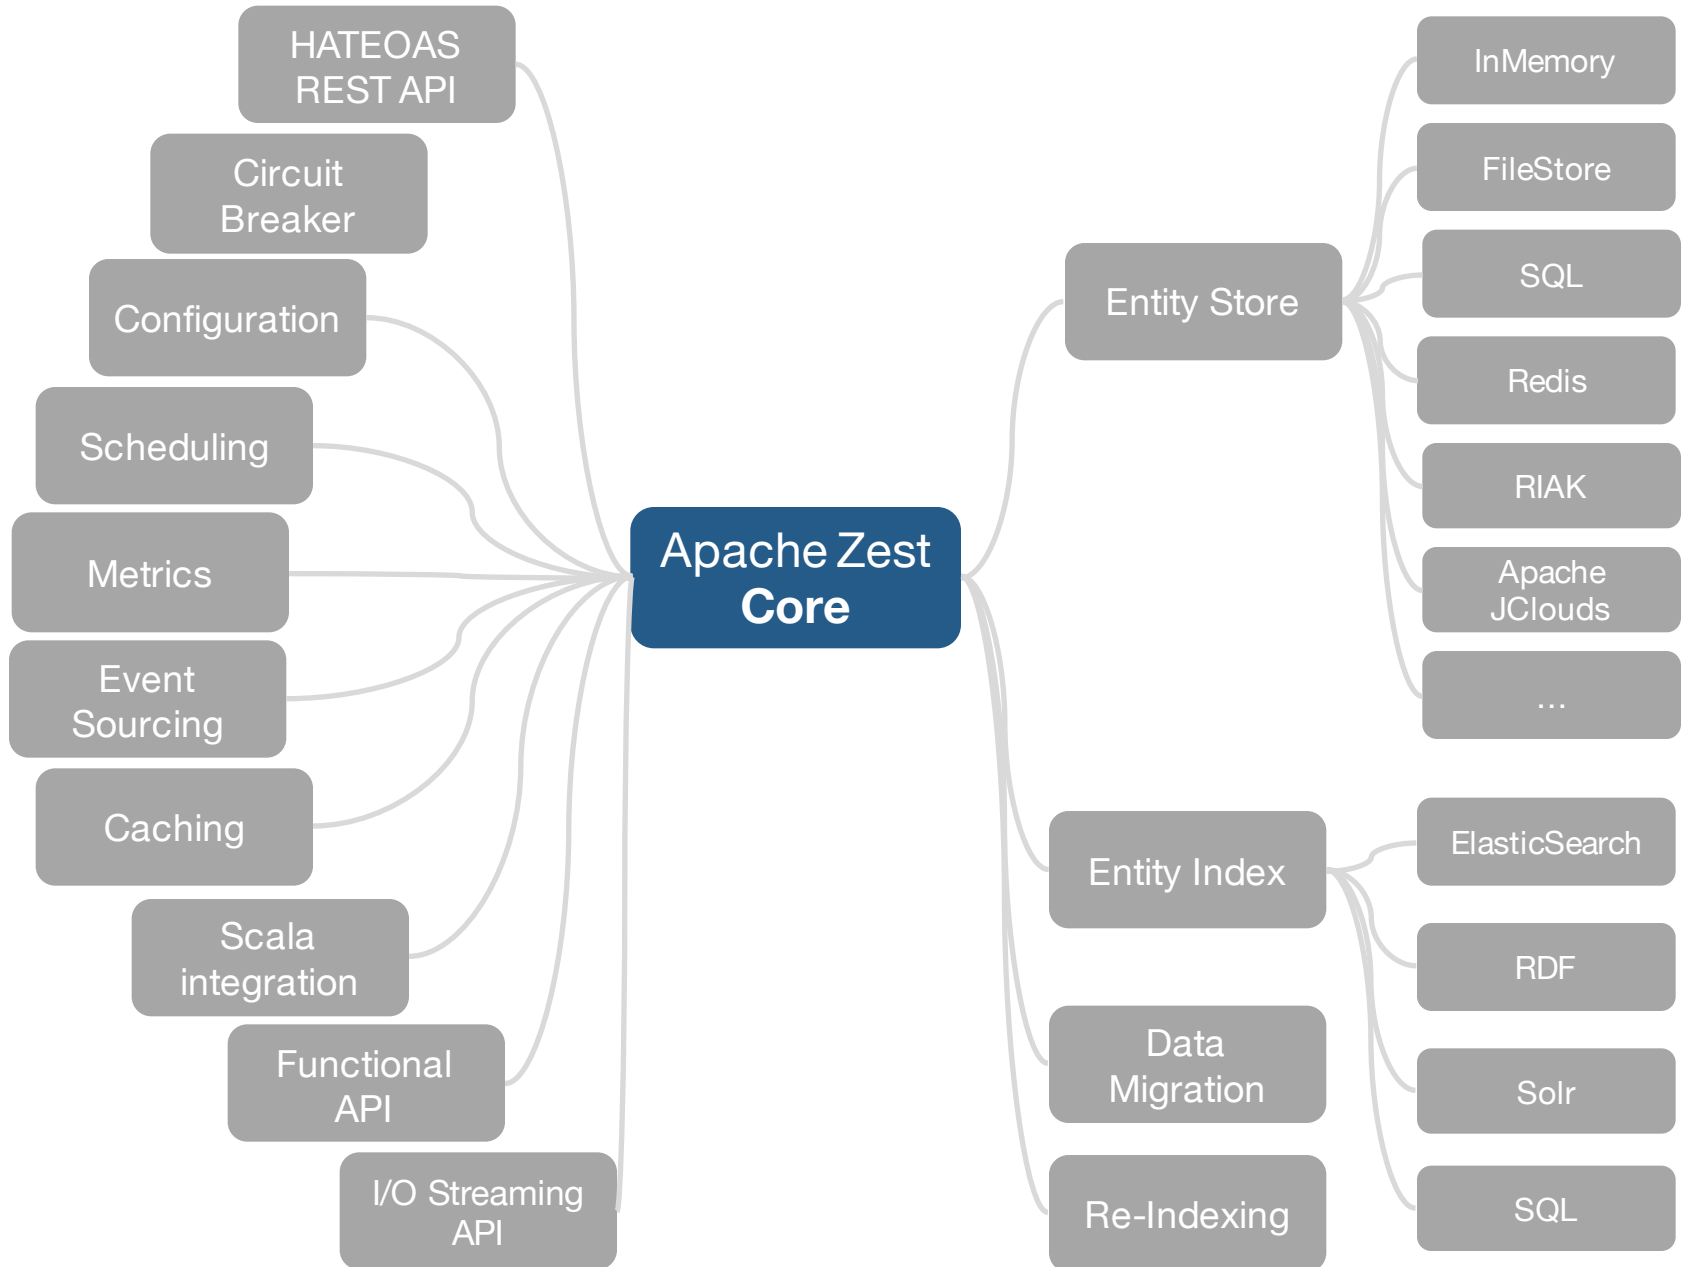 HATEOAS
REST API
Circuit
Breaker
Configuration
Scheduling
Metrics
Event
Sourcing
Caching
Scala
integration
Functional
API
I/O Streaming
API
Apache Zest
Core
Entity Store
InMemory
FileStore
SQL
Redis
RIAK
Apache
JClouds
...
Entity Index
ElasticSearch
RDF
Solr
SQL
Data
Migration
Re-Indexing